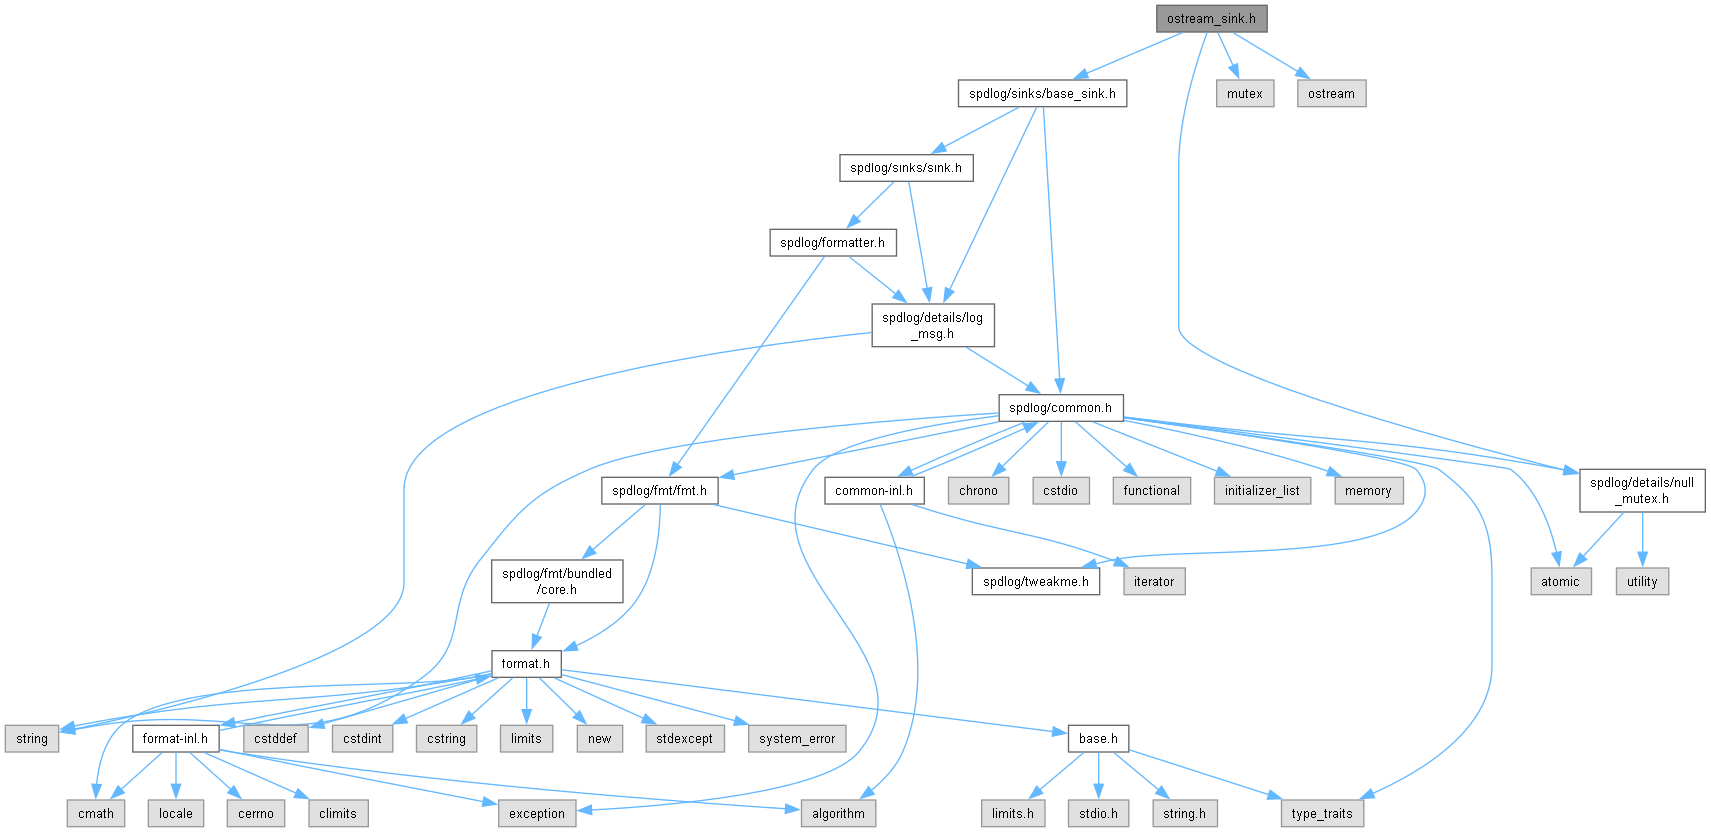 ostream_sink.h
spdlog/sinks/base_sink.h
mutex
ostream
spdlog/sinks/sink.h
spdlog/formatter.h
spdlog/details/log
_msg.h
spdlog/common.h
spdlog/fmt/fmt.h
common-inl.h
chrono
cstdio
functional
initializer_list
memory
spdlog/details/null
_mutex.h
spdlog/fmt/bundled
/core.h
spdlog/tweakme.h
iterator
atomic
utility
format.h
string
format-inl.h
cstddef
cstdint
cstring
limits
new
stdexcept
system_error
base.h
cmath
locale
cerrno
climits
exception
algorithm
limits.h
stdio.h
string.h
type_traits